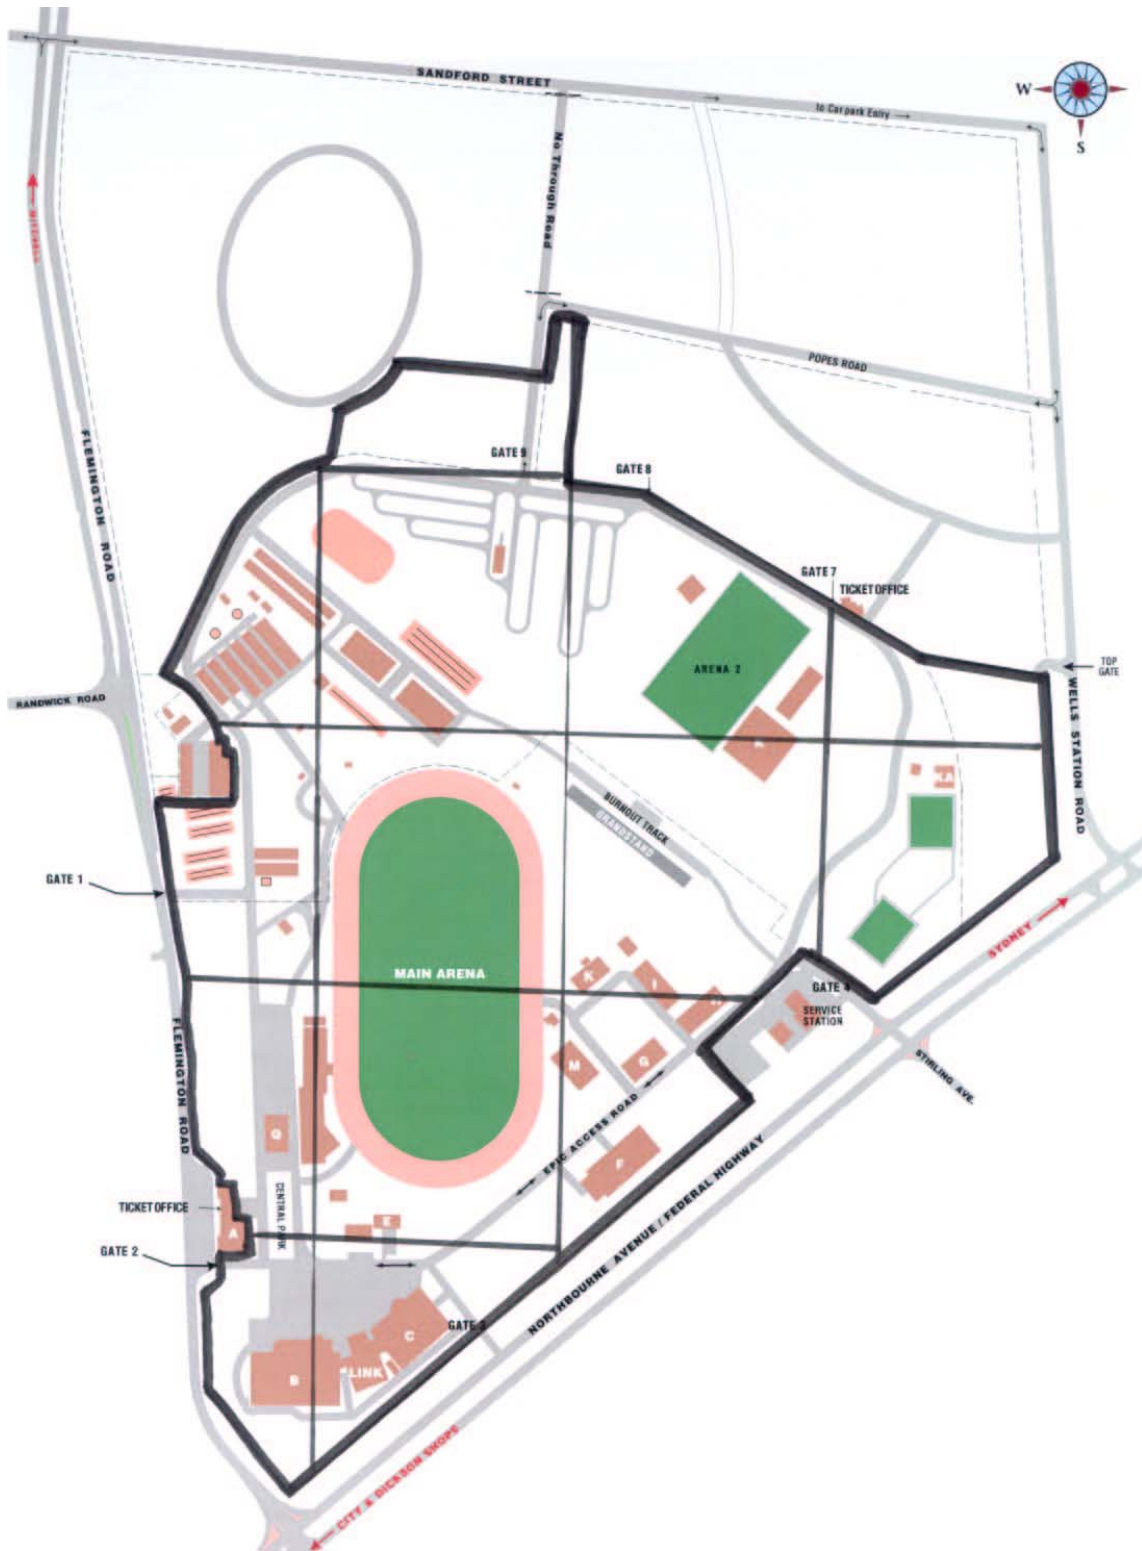 SANDFORD STREET
to Car park Entry
W
S
No Through Road
MITCHELL
POPES ROAD
FLEMINGTON ROAD
GATE 9
GATE 8
GATE 7
TICKET OFFICE
ARENA 2
TOP
GATE
RANDWICK ROAD
WELLS STATION ROAD
BURNOUT TRACK
GRANDSTAND
GATE 1
SYDNEY
MAIN ARENA
K
I
H
GATE 4
SERVICE
STATION
STIRLING AVE.
M
G
FLEMINGTON ROAD
EPIC ACCESS ROAD
F
CENTRAL PARK
TICKET OFFICE
A
E
GATE 2
NORTHBOURNE AVENUE / FEDERAL HIGHWAY
GATE 3
C
LINK
B
CITY & DICKSON SHOPS